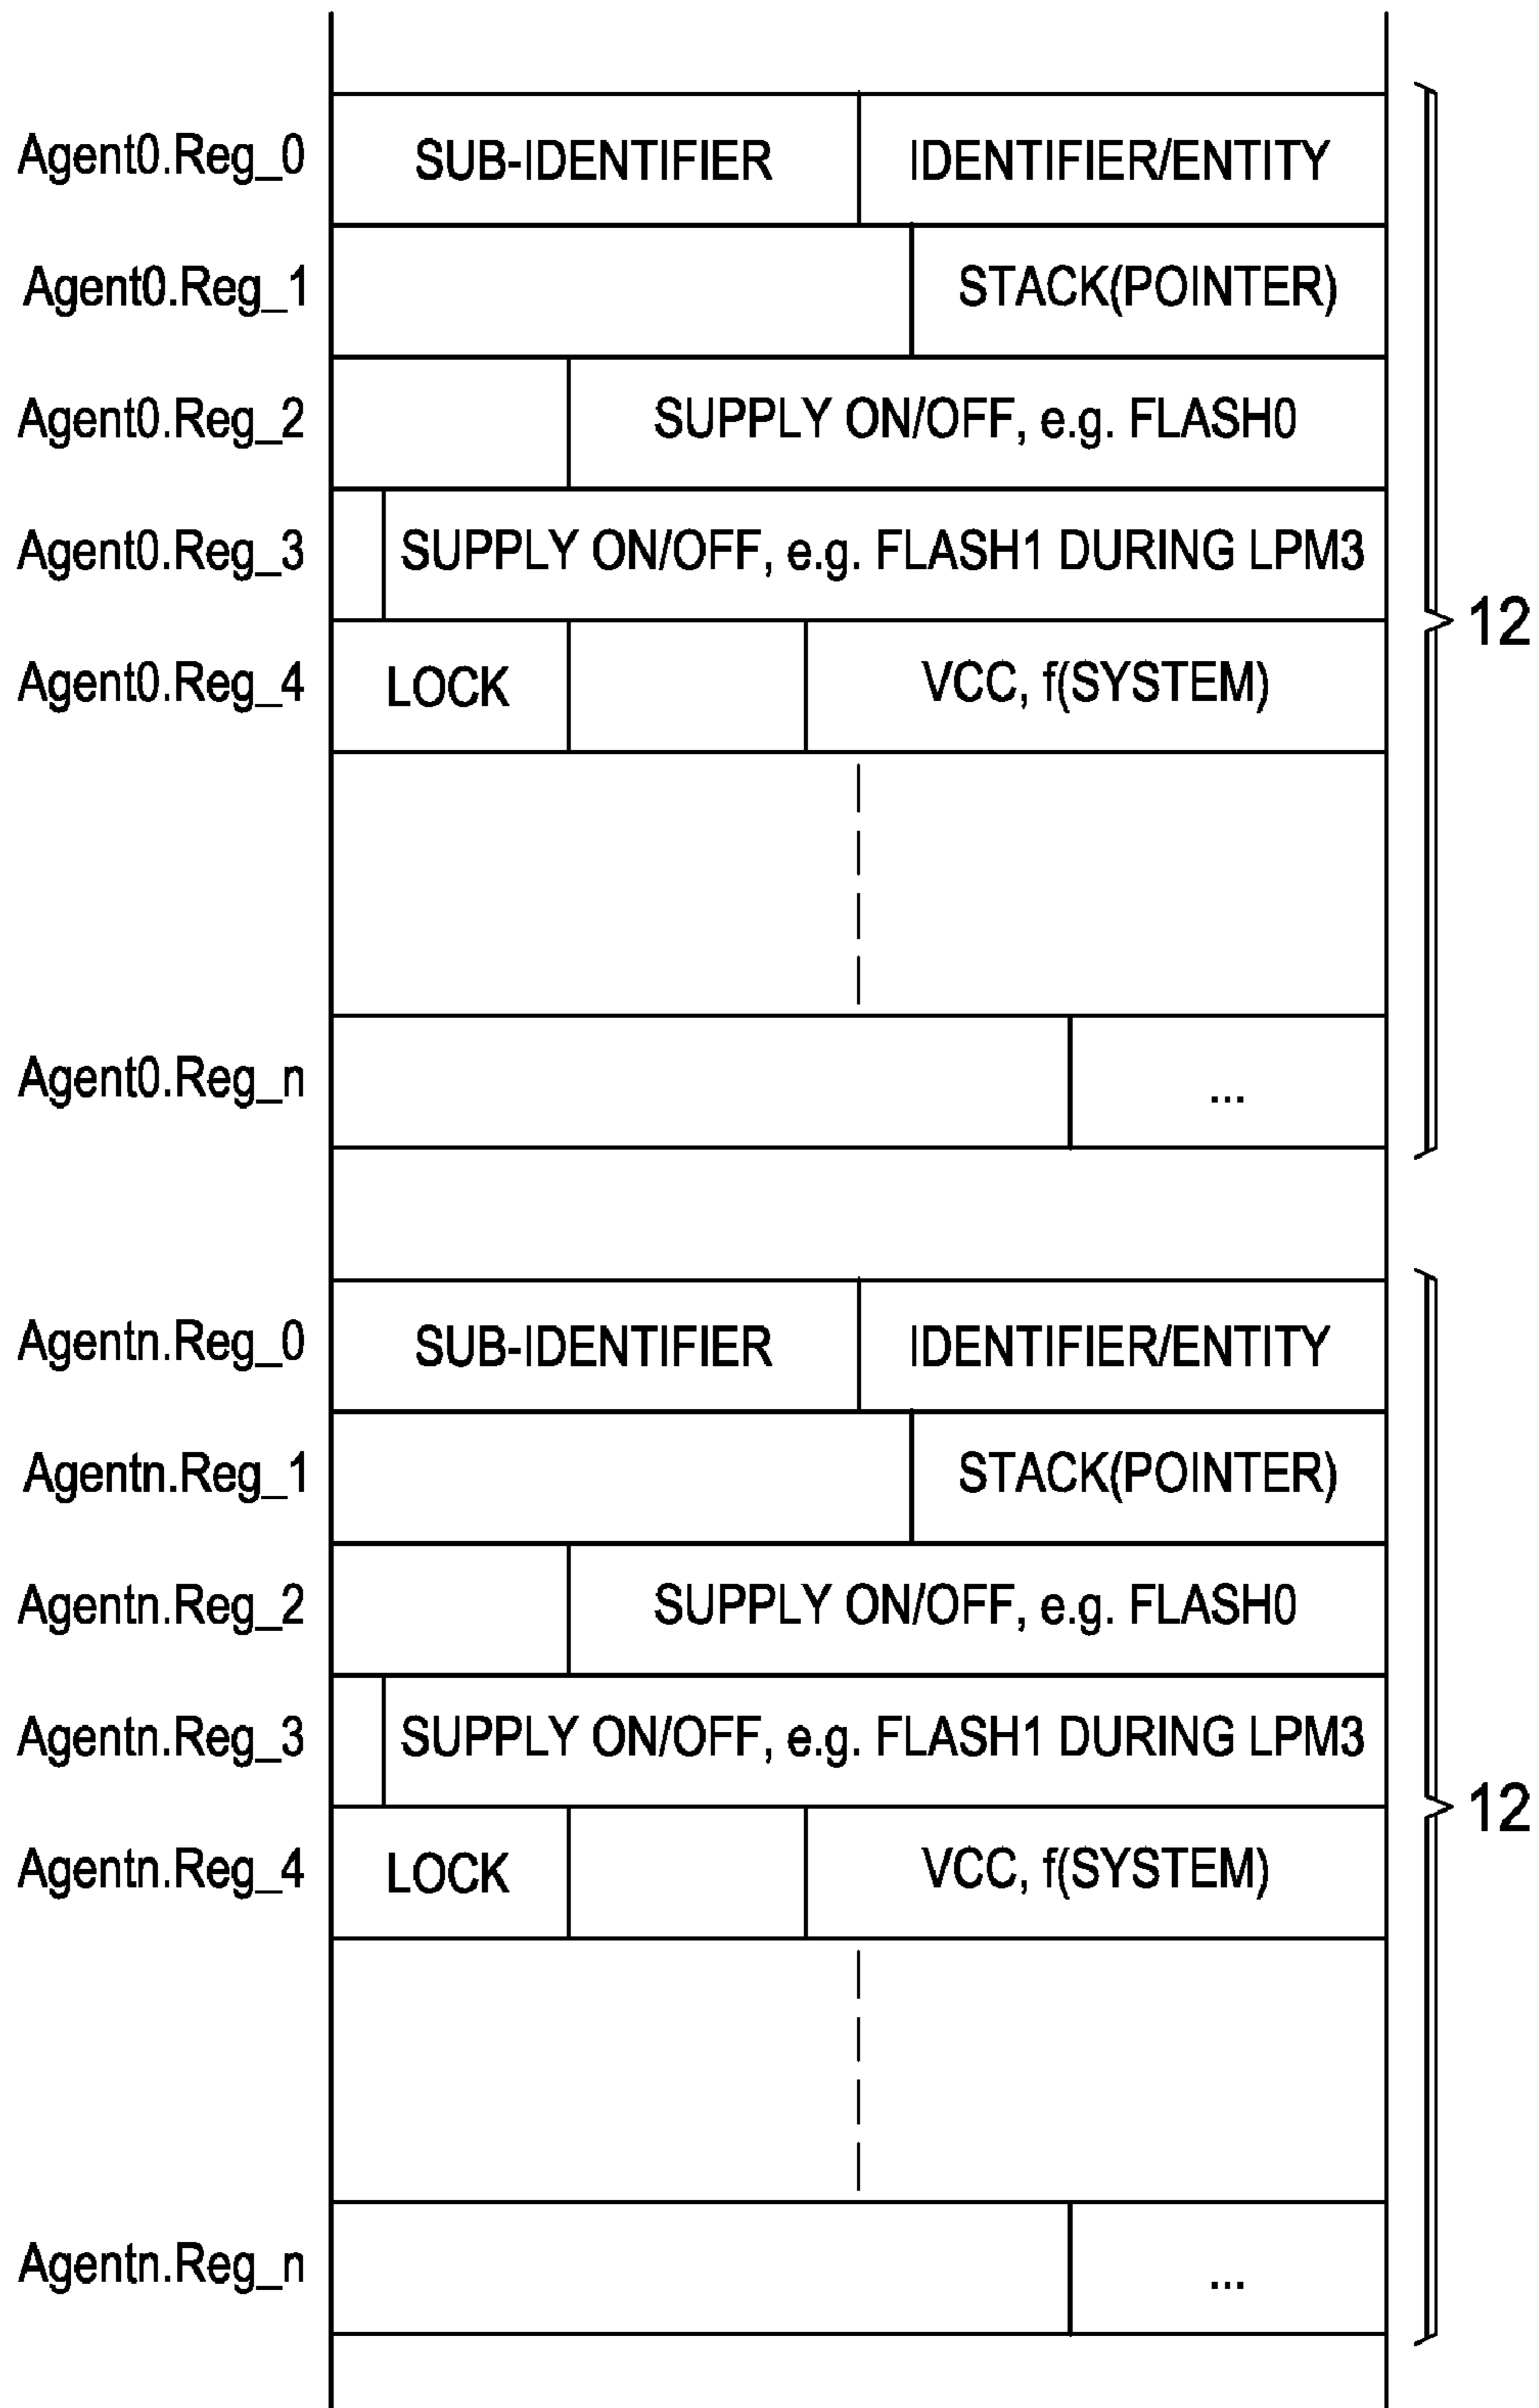 Agent0.Reg_0 SUB-IDENTIFIER IDENTIFIER/ENTITY
Agent0.Reg_1 STACK(POINTER)
Agent0.Reg_2 SUPPLY ON/OFF, e.g. FLASH0
Agent0.Reg_3 SUPPLY ON/OFF, e.g. FLASH1 DURING LPM3
12
Agent0.Reg_4 LOCK VCC, f(SYSTEM)
Agent0.Reg_n ...
Agentn.Reg_0 SUB-IDENTIFIER IDENTIFIER/ENTITY
Agentn.Reg_1 STACK(POINTER)
Agentn.Reg_2 SUPPLY ON/OFF, e.g. FLASH0
Agentn.Reg_3 SUPPLY ON/OFF, e.g. FLASH1 DURING LPM3
12
Agentn.Reg_4 LOCK VCC, f(SYSTEM)
Agentn.Reg_n ...